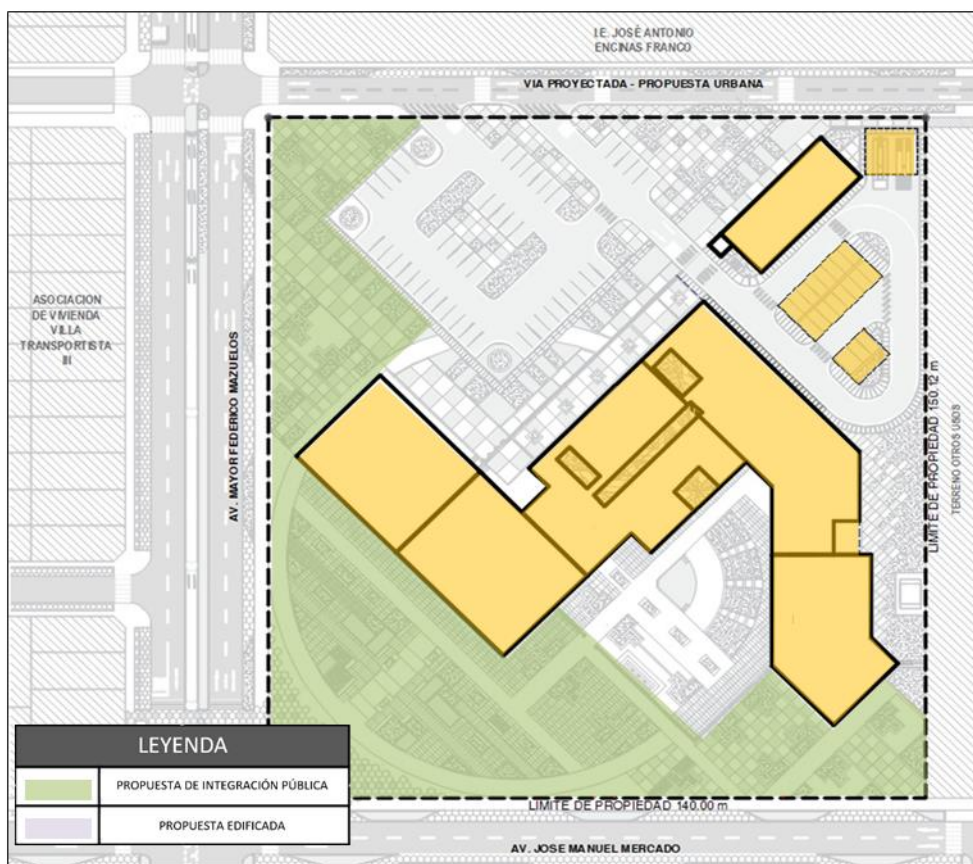 I.E. JOSÉ ANTONIO
ENCINAS FRANCO
VIA PROYECTADA - PROPUESTA URBANA
ASOCIACION
DE VIVIENDA
VILLA
TRANSPORTISTA
III
AV. MAYOR FEDERICO MAZUELOS
LIMITE DE PROPIEDAD 150.12 m
TERRENO OTROS USOS
LEYENDA
PROPUESTA DE INTEGRACIÓN PÚBLICA
PROPUESTA EDIFICADA
LIMITE DE PROPIEDAD 140.00 m
AV. JOSE MANUEL MERCADO